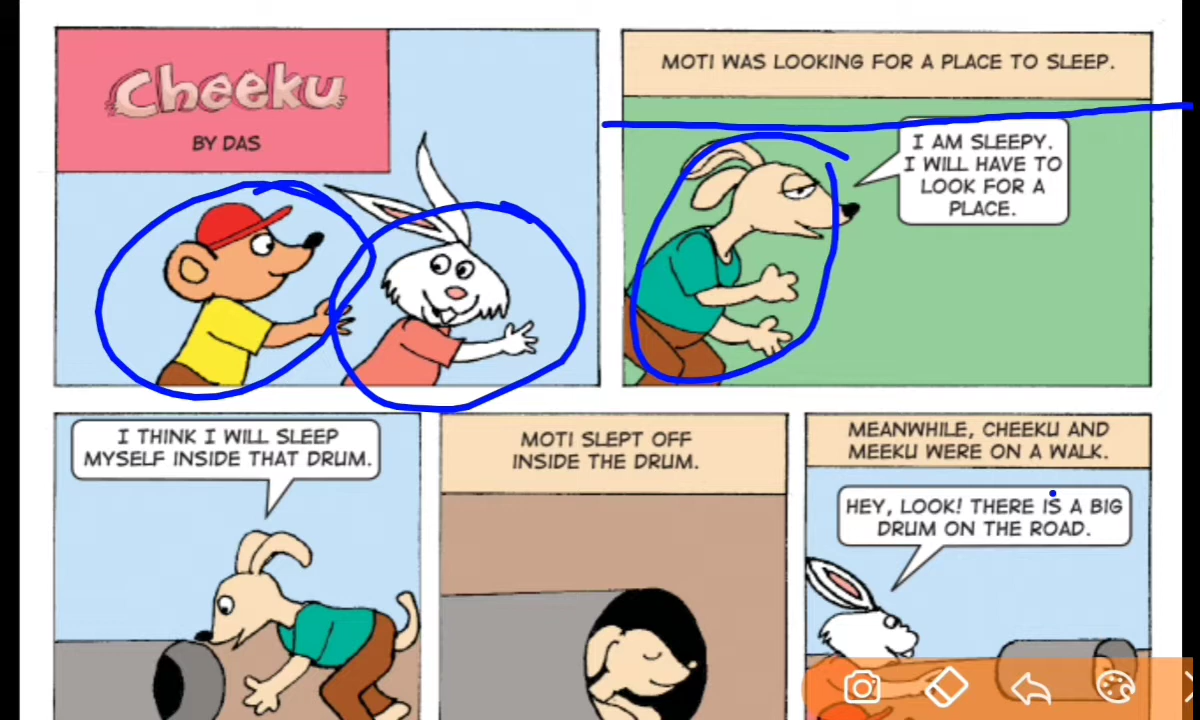 Cheeku
BY DAS
MOTI WAS LOOKING FOR A PLACE TO SLEEP.
I AM SLEEPY.
I WILL HAVE TO
LOOK FOR A
PLACE.
I THINK I WILL SLEEP
MYSELF INSIDE THAT DRUM.
MOTI SLEPT OFF
INSIDE THE DRUM.
MEANWHILE, CHEEKU AND
MEEKU WERE ON A WALK.
HEY, LOOK! THERE IS A BIG
DRUM ON THE ROAD.